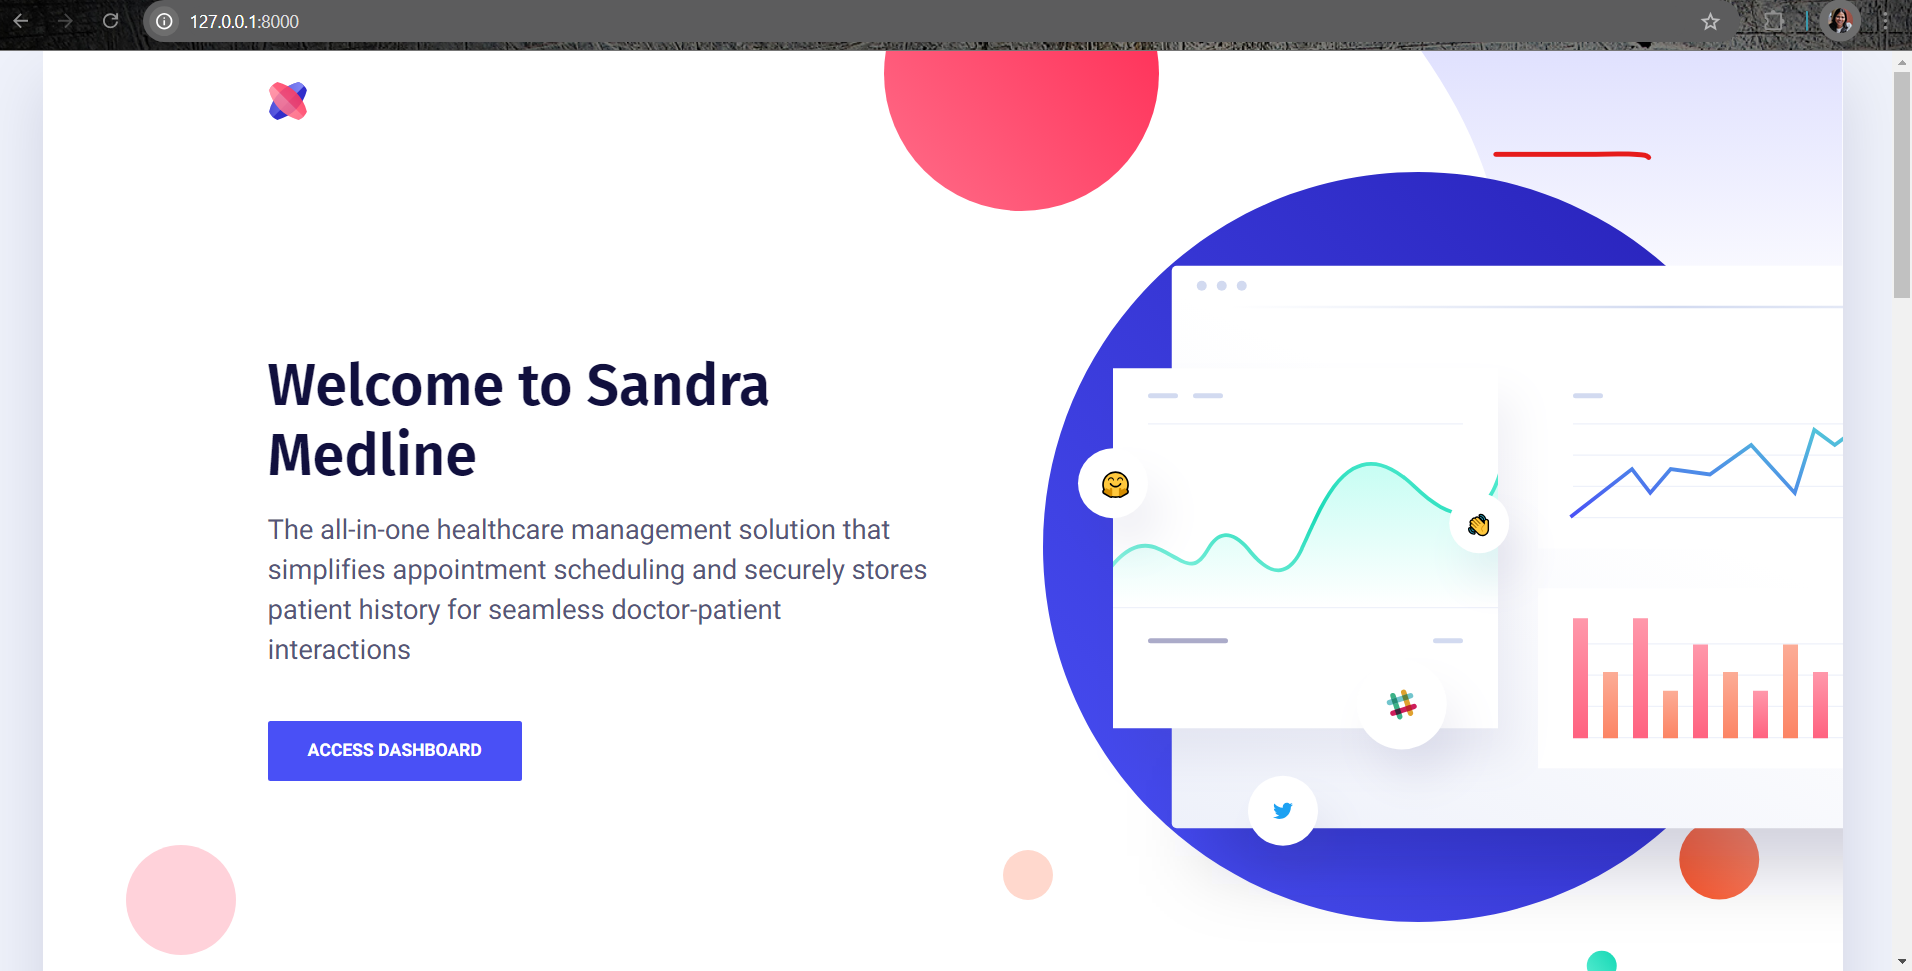 127.0.0.1:8000
Welcome to Sandra
Medline
The all-in-one healthcare management solution that
simplifies appointment scheduling and securely stores
patient history for seamless doctor-patient
interactions
ACCESS DASHBOARD